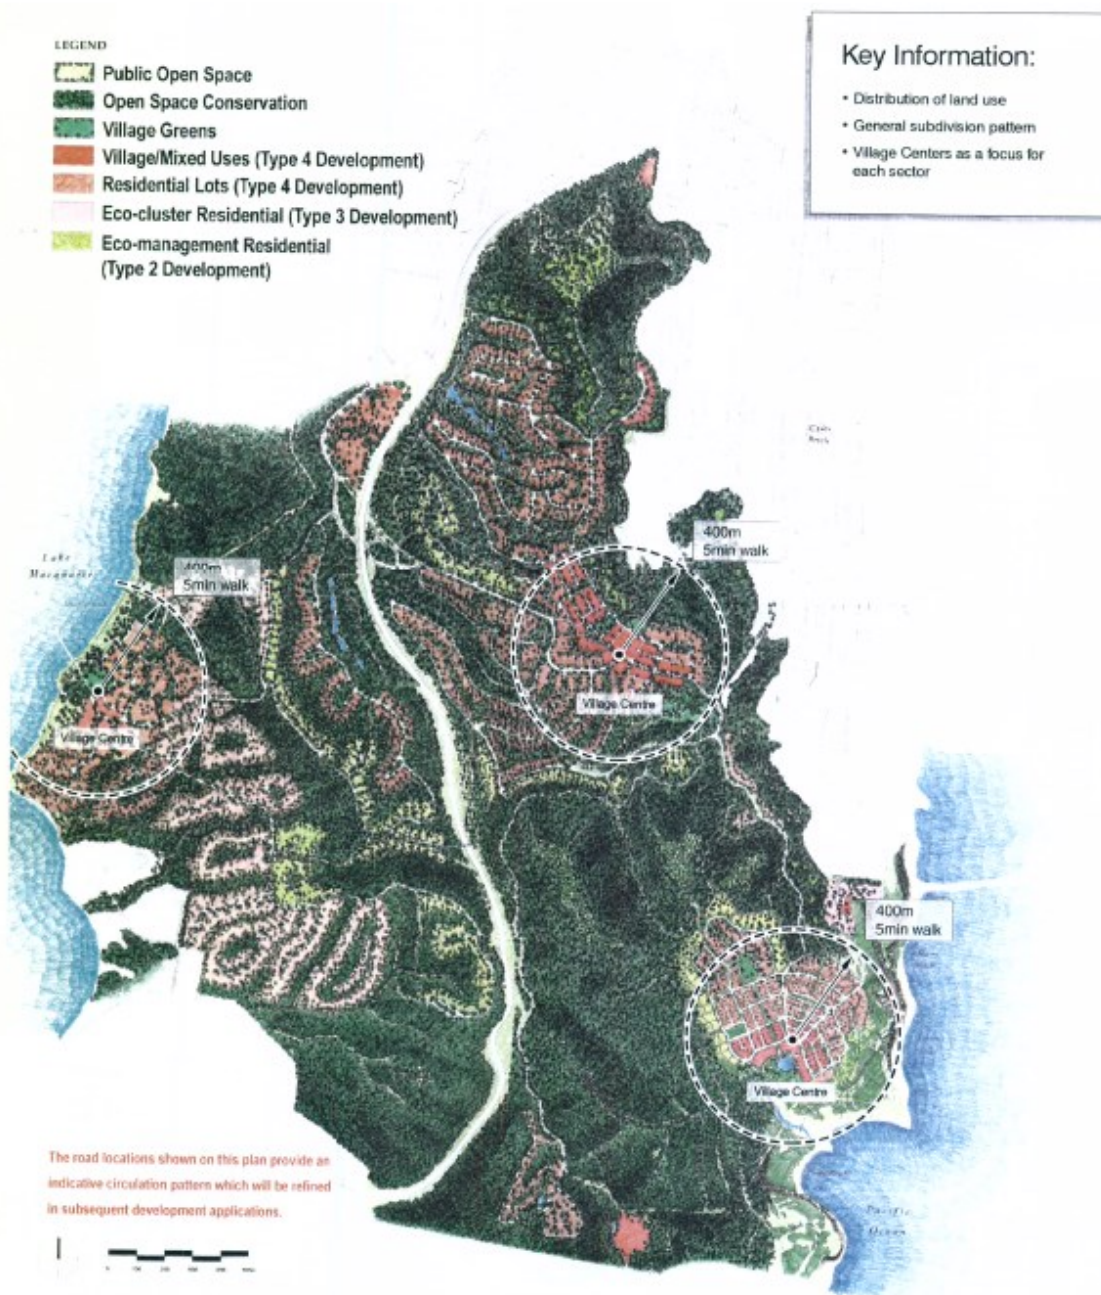 LEGEND
Public Open Space
Open Space Conservation
Village Greens
Village/Mixed Uses (Type 4 Development)
Residential Lots (Type 4 Development)
Eco-cluster Residential (Type 3 Development)
Eco-management Residential
(Type 2 Development)
Key Information:
• Distribution of land use
• General subdivision pattern
• Village Centers as a focus for
each sector
400m
5min walk
Lake
Macquarie
400m
5min walk
Village Centre
Village Centre
400m
5min walk
Village Centre
Pacific
Ocean
The road locations shown on this plan provide an
indicative circulation pattern which will be refined
in subsequent development applications.